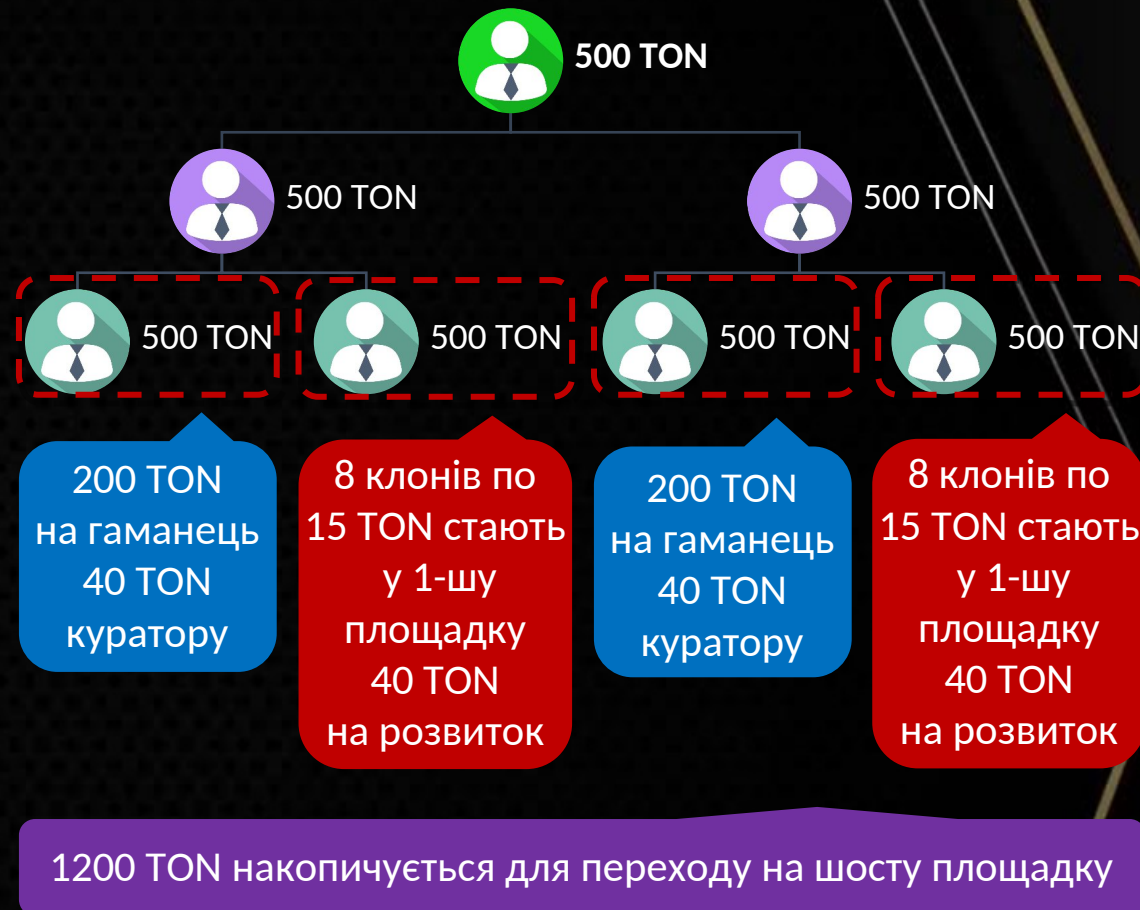 500 TON
500 TON
500 TON
500 TON
500 TON
500 TON
500 TON
200 TON
на гаманець
40 TON
куратору
8 клонів по
15 TON стають
у 1-шу
площадку
40 TON
на розвиток
200 TON
на гаманець
40 TON
куратору
8 клонів по
15 TON стають
у 1-шу
площадку
40 TON
на розвиток
1200 TON накопичується для переходу на шосту площадку